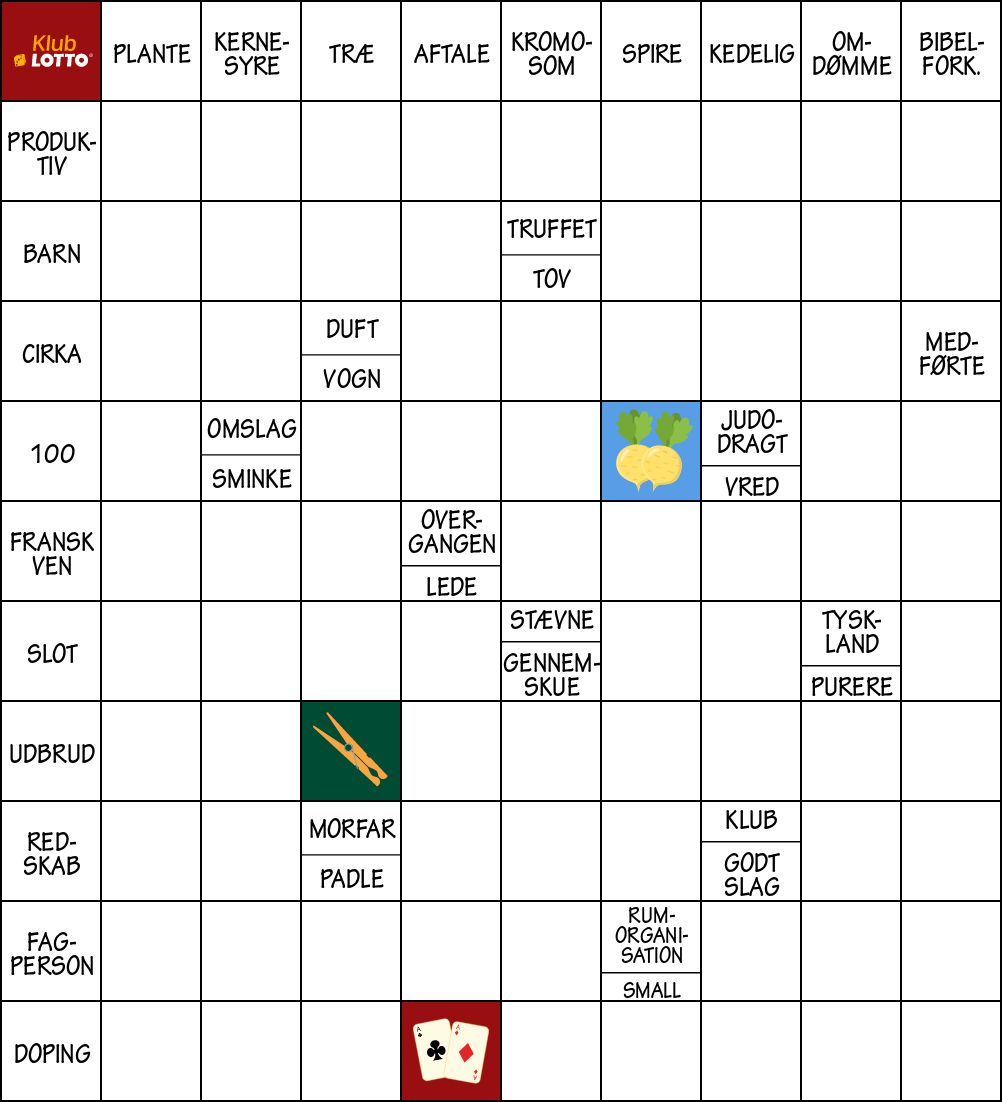 Klub
LOTTO
PLANTE
KERNE-
SYRE
TRÆ
AFTALE
KROMO-
SOM
SPIRE
KEDELIG
OM-
DØMME
BIBEL-
FORK.
PRODUK-
TIV
BARN
TRUFFET
TOV
CIRKA
DUFT
VOGN
MED-
FØRTE
100
OMSLAG
SMINKE
JUDO-
DRAGT
VRED
FRANSK
VEN
OVER-
GANGEN
LEDE
SLOT
STÆVNE
GENNEM-
SKUE
TYSK-
LAND
PURERE
UDBRUD
RED-
SKAB
MORFAR
PADLE
KLUB
GODT
SLAG
FAG-
PERSON
RUM-
ORGANI-
SATION
SMALL
DOPING
A
A
A